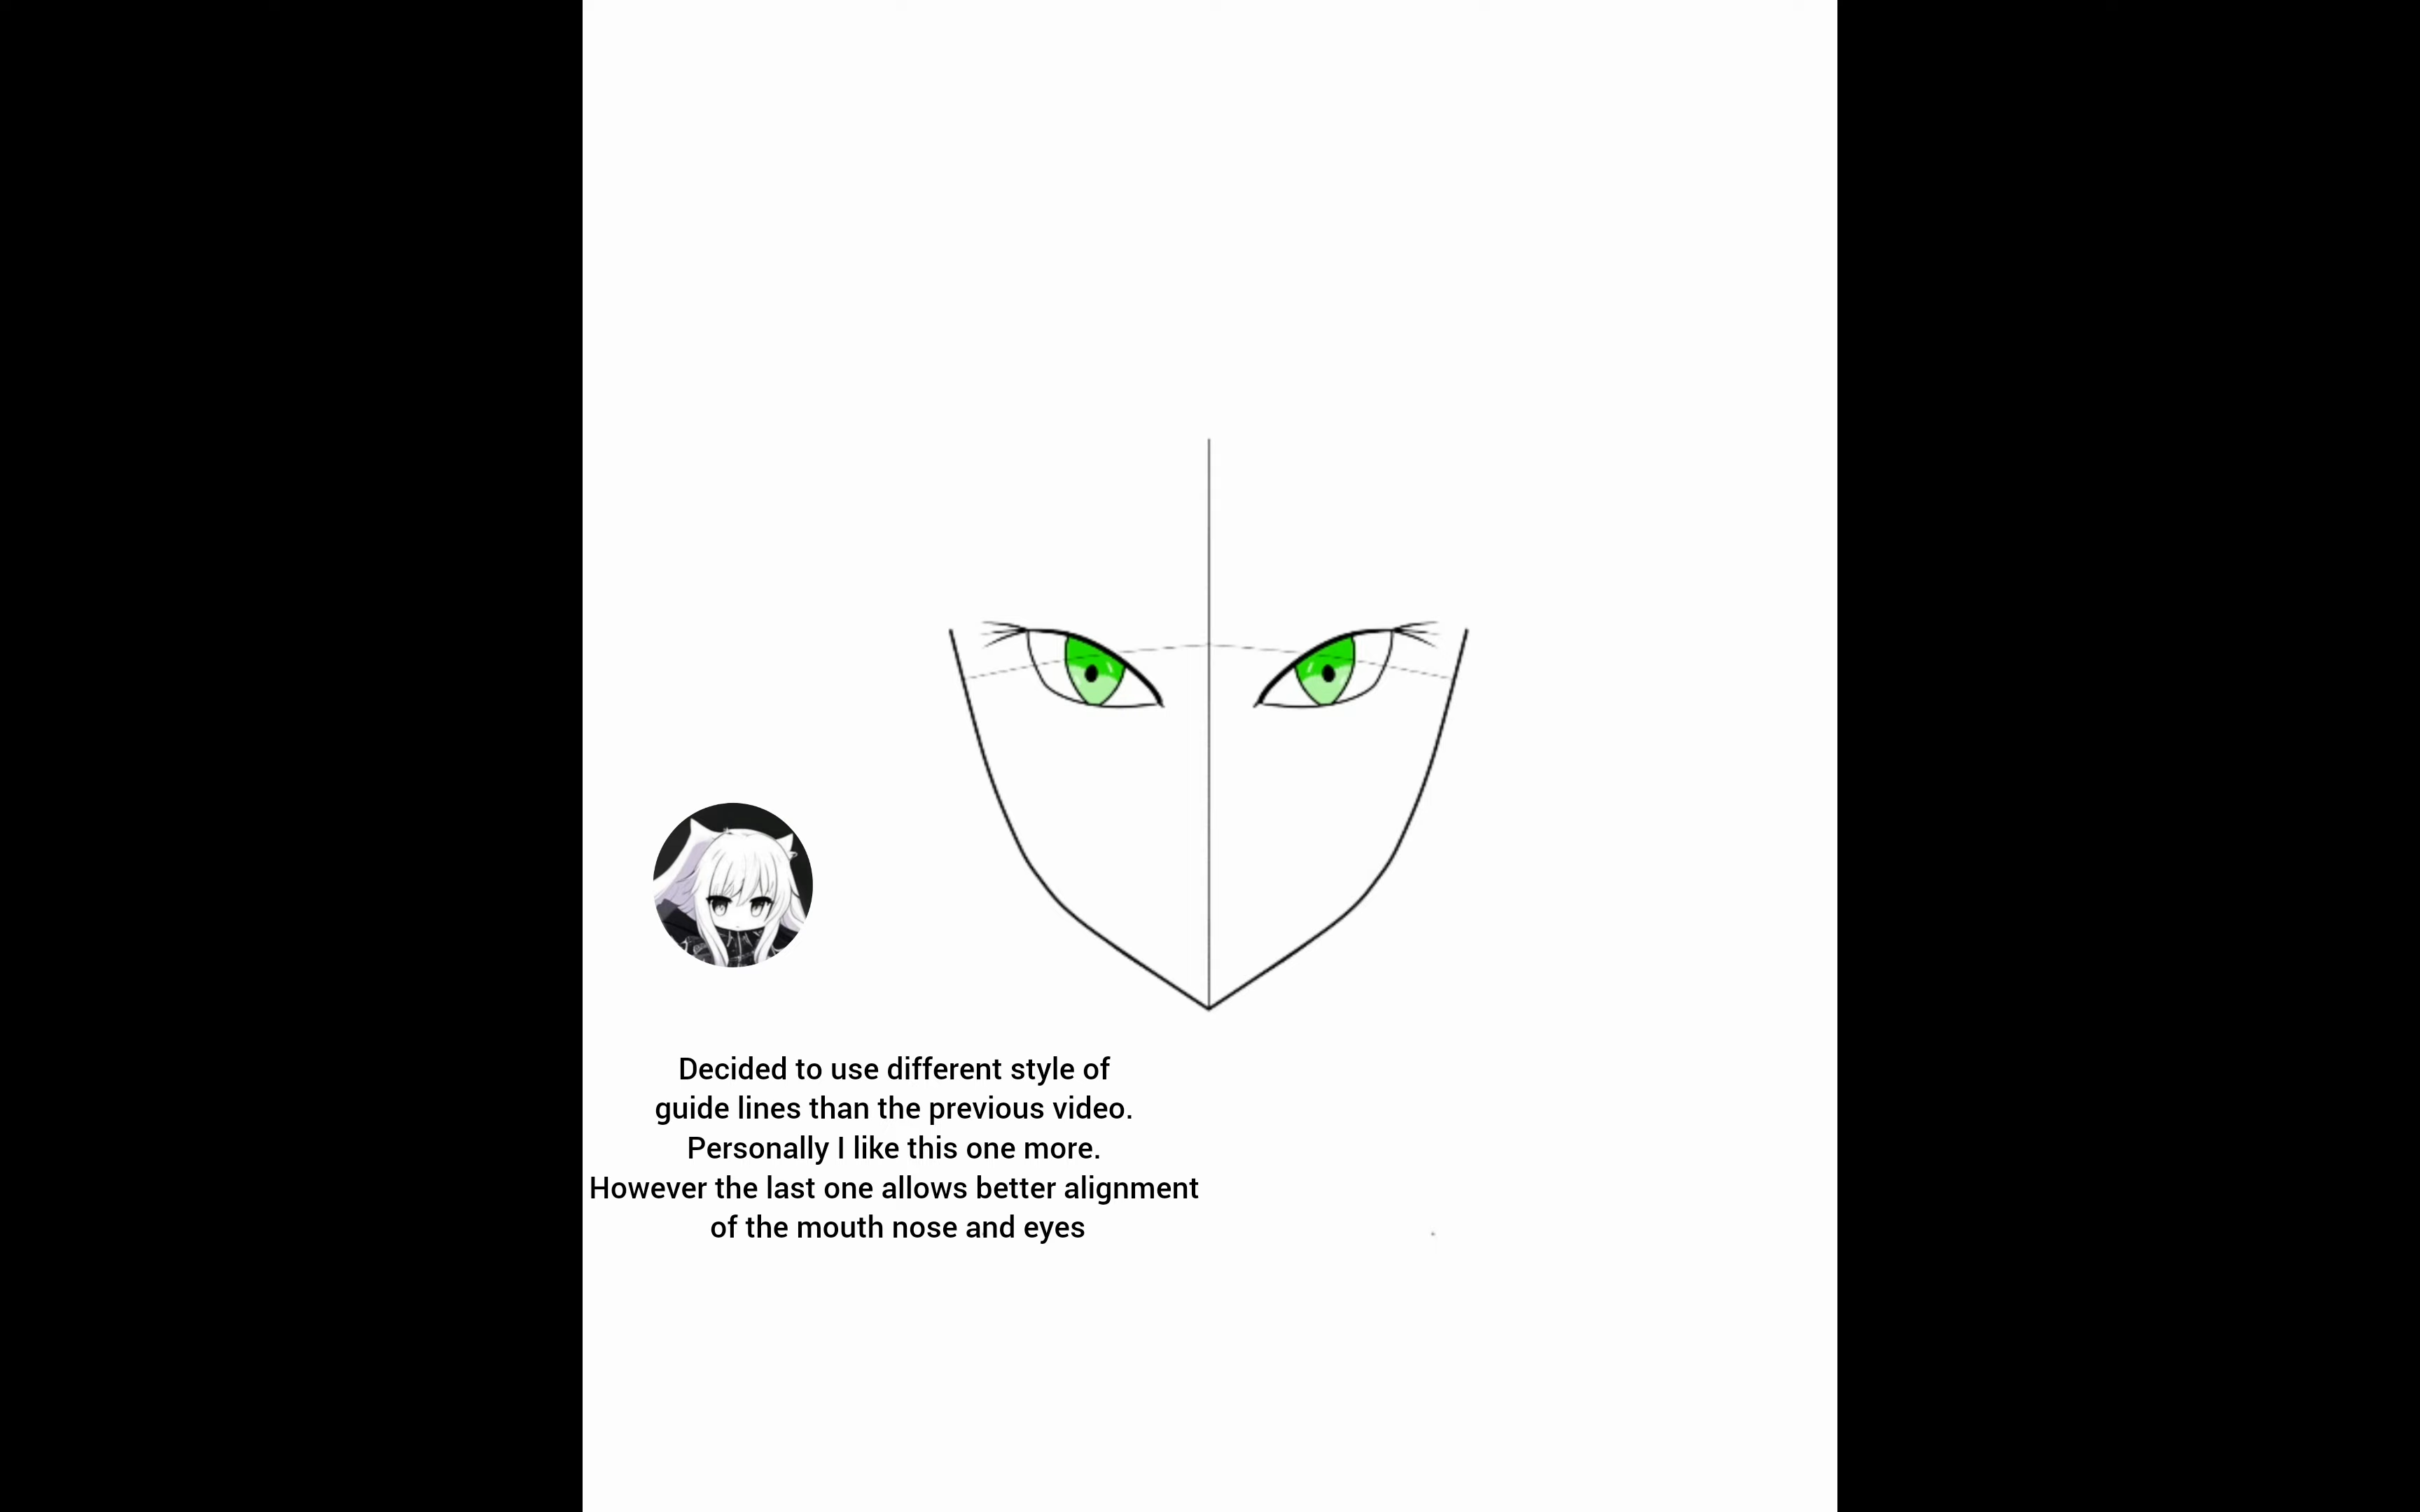 Decided to use different style of
guide lines than the previous video.
Personally I like this one more.
However the last one allows better alignment
of the mouth nose and eyes